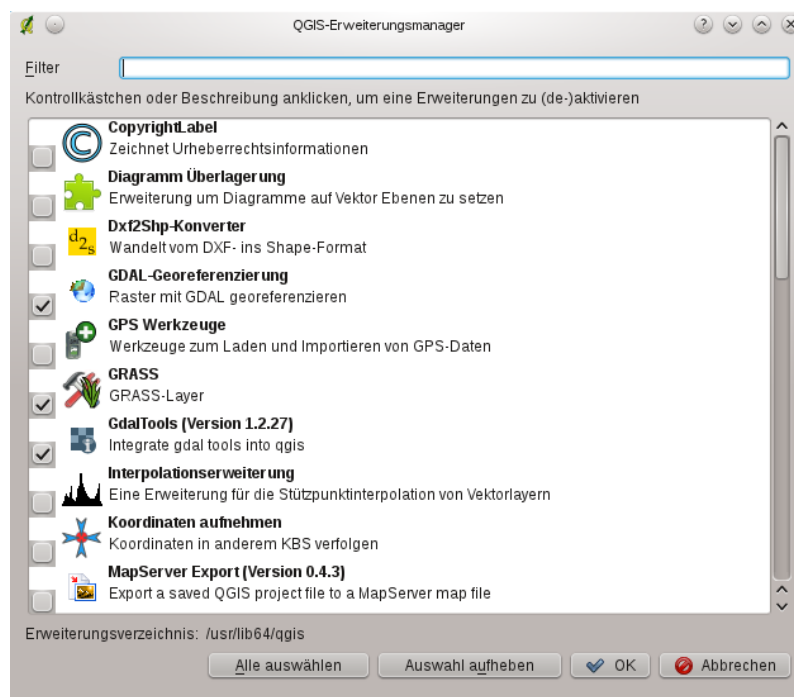 QGIS-Erweiterungsmanager
Filter
Kontrollkästchen oder Beschreibung anklicken, um eine Erweiterungen zu (de-)aktivieren
CopyrightLabel
Zeichnet Urheberrechtsinformationen
Diagramm Überlagerung
Erweiterung um Diagramme auf Vektor Ebenen zu setzen
d2s
Dxf2Shp-Konverter
Wandelt vom DXF- ins Shape-Format
GDAL-Georeferenzierung
Raster mit GDAL georeferenzieren
GPS Werkzeuge
Werkzeuge zum Laden und Importieren von GPS-Daten
GRASS
GRASS-Layer
GdalTools (Version 1.2.27)
Integrate gdal tools into qgis
Interpolationserweiterung
Eine Erweiterung für die Stützpunktinterpolation von Vektorlayern
Koordinaten aufnehmen
Koordinaten in anderem KBS verfolgen
MapServer Export (Version 0.4.3)
Export a saved QGIS project file to a MapServer map file
Erweiterungsverzeichnis: /usr/lib64/qgis
Alle auswählen Auswahl aufheben OK Abbrechen